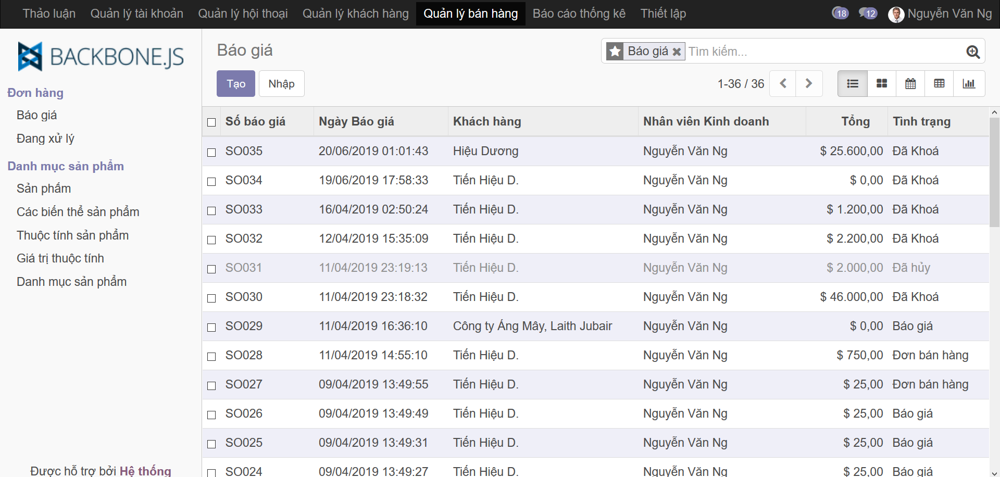 Thảo luận Quản lý tài khoản Quản lý hội thoại Quản lý khách hàng Quản lý bán hàng Báo cáo thống kê Thiết lập 18 12 Nguyễn Văn Ng
BACKBONE.JS
Đơn hàng
Báo giá
Đang xử lý
Danh mục sản phẩm
Sản phẩm
Các biến thể sản phẩm
Thuộc tính sản phẩm
Giá trị thuộc tính
Danh mục sản phẩm
Được hỗ trợ bởi Hệ thống
Báo giá
Báo giá Tìm kiếm...
Tạo Nhập 1-36 / 36
Số báo giá Ngày Báo giá Khách hàng Nhân viên Kinh doanh Tổng Tình trạng
SO035 20/06/2019 01:01:43 Hiệu Dương Nguyễn Văn Ng $ 25.600,00 Đã Khoá
SO034 19/06/2019 17:58:33 Tiến Hiệu D. Nguyễn Văn Ng $ 0,00 Đã Khoá
SO033 16/04/2019 02:50:24 Tiến Hiệu D. Nguyễn Văn Ng $ 1.200,00 Đã Khoá
SO032 12/04/2019 15:35:09 Tiến Hiệu D. Nguyễn Văn Ng $ 2.200,00 Đã Khoá
SO031 11/04/2019 23:19:13 Tiến Hiệu D. Nguyễn Văn Ng $ 2.000,00 Đã hủy
SO030 11/04/2019 23:18:32 Tiến Hiệu D. Nguyễn Văn Ng $ 46.000,00 Đã Khoá
SO029 11/04/2019 16:36:10 Công ty Áng Mây, Laith Jubair Nguyễn Văn Ng $ 0,00 Báo giá
SO028 11/04/2019 14:55:10 Tiến Hiệu D. Nguyễn Văn Ng $ 750,00 Đơn bán hàng
SO027 09/04/2019 13:49:55 Tiến Hiệu D. Nguyễn Văn Ng $ 25,00 Đơn bán hàng
SO026 09/04/2019 13:49:49 Tiến Hiệu D. Nguyễn Văn Ng $ 25,00 Báo giá
SO025 09/04/2019 13:49:31 Tiến Hiệu D. Nguyễn Văn Ng $ 25,00 Báo giá
SO024 09/04/2019 13:49:27 Tiến Hiệu D. Nguyễn Văn Ng $ 25,00 Báo giá